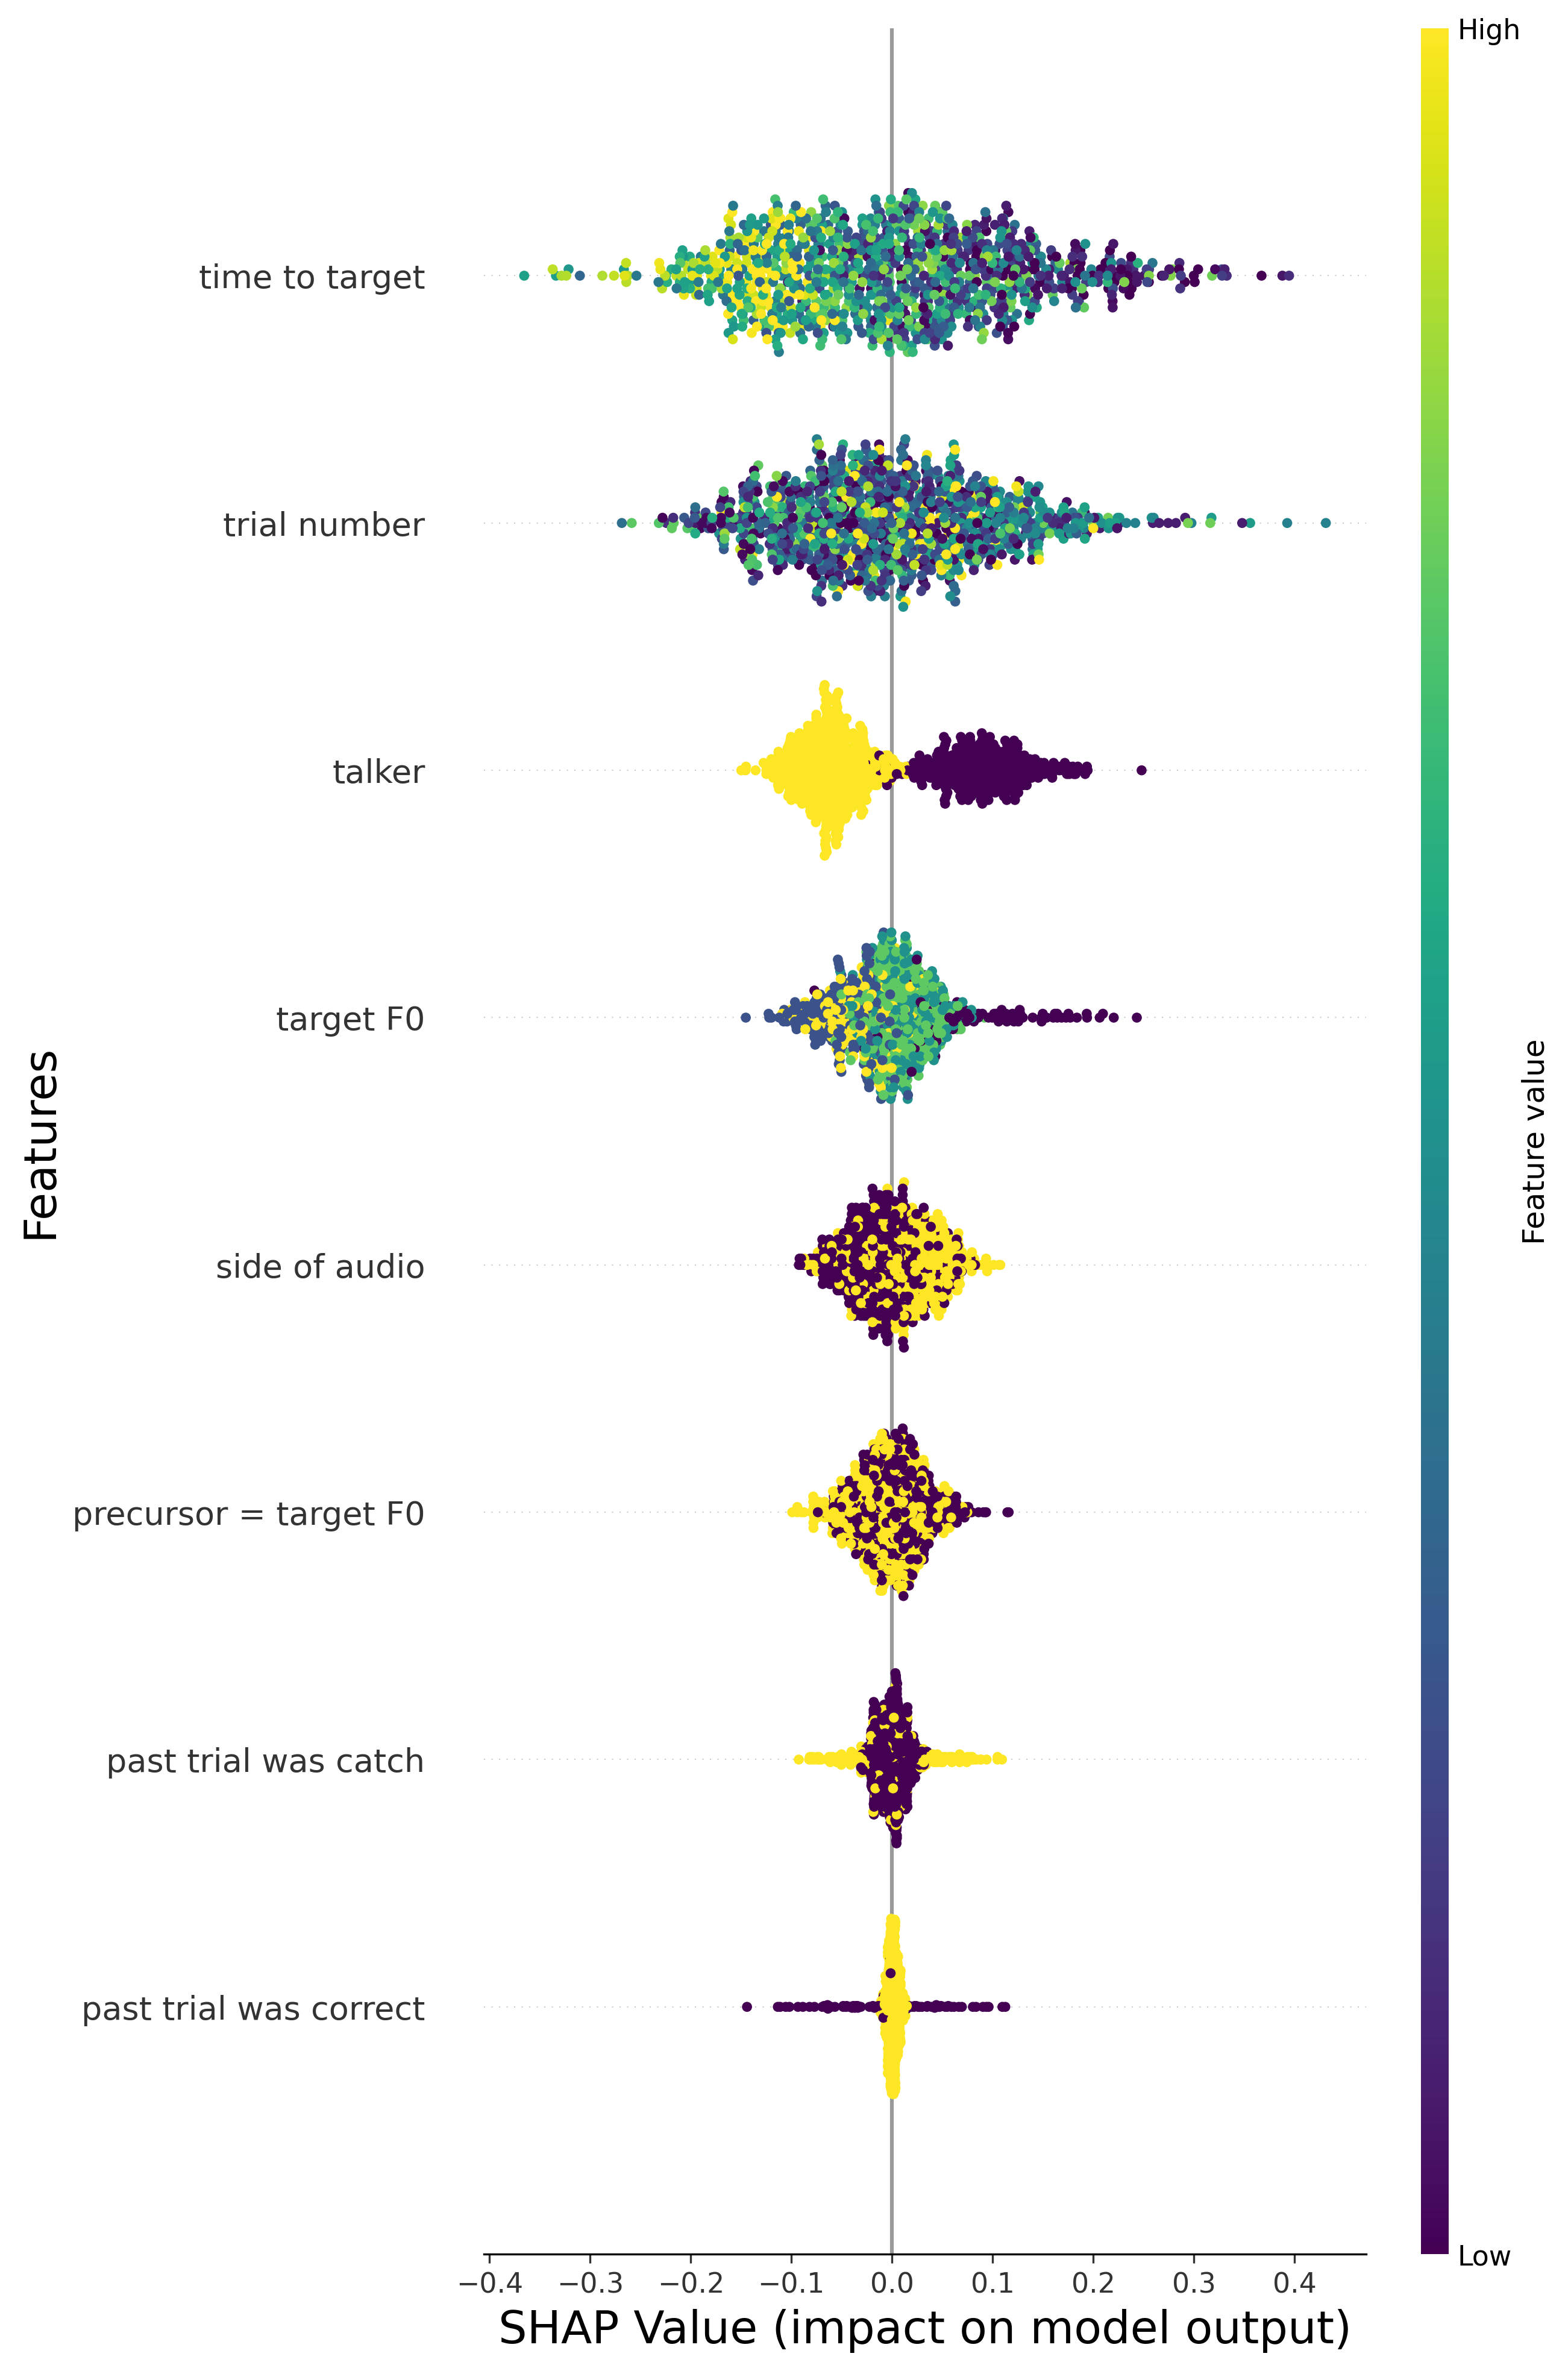 High
time to target
trial number
talker
target F0
side of audio
precursor = target F0
past trial was catch
past trial was correct
Features
Feature value
Low
−0.4 −0.3 −0.2 −0.1 0.0 0.1 0.2 0.3 0.4
SHAP Value (impact on model output)